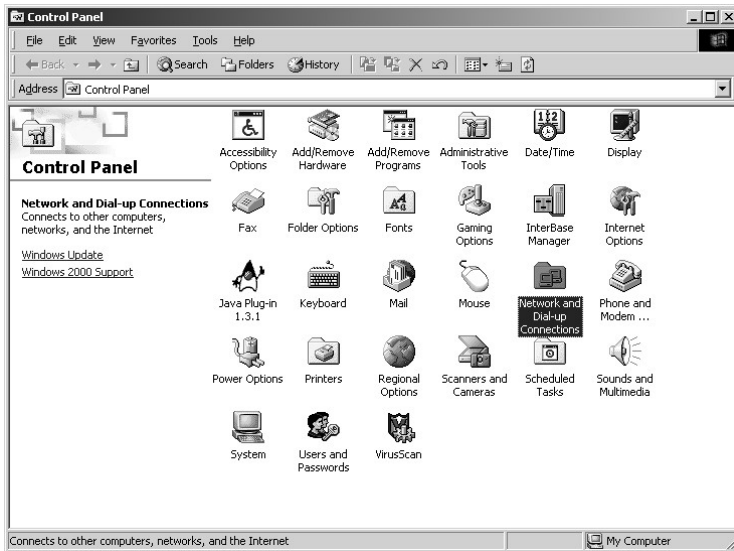 Control Panel
File Edit View Favorites Tools Help
Back Search Folders History
Address Control Panel
Control Panel
Network and Dial-up Connections
Connects to other computers,
networks, and the Internet
Windows Update
Windows 2000 Support
Accessibility
Options
Add/Remove
Hardware
Add/Remove
Programs
Administrative
Tools
12
Date/Time
Display
Fax
Folder Options
Fonts
Gaming
Options
InterBase
Manager
Internet
Options
Java Plug-in
1.3.1
Keyboard
Mail
Mouse
Network and
Dial-up
Connections
Phone and
Modem ...
Power Options
Printers
Regional
Options
Scanners and
Cameras
Scheduled
Tasks
Sounds and
Multimedia
System
Users and
Passwords
VirusScan
Connects to other computers, networks, and the Internet
My Computer